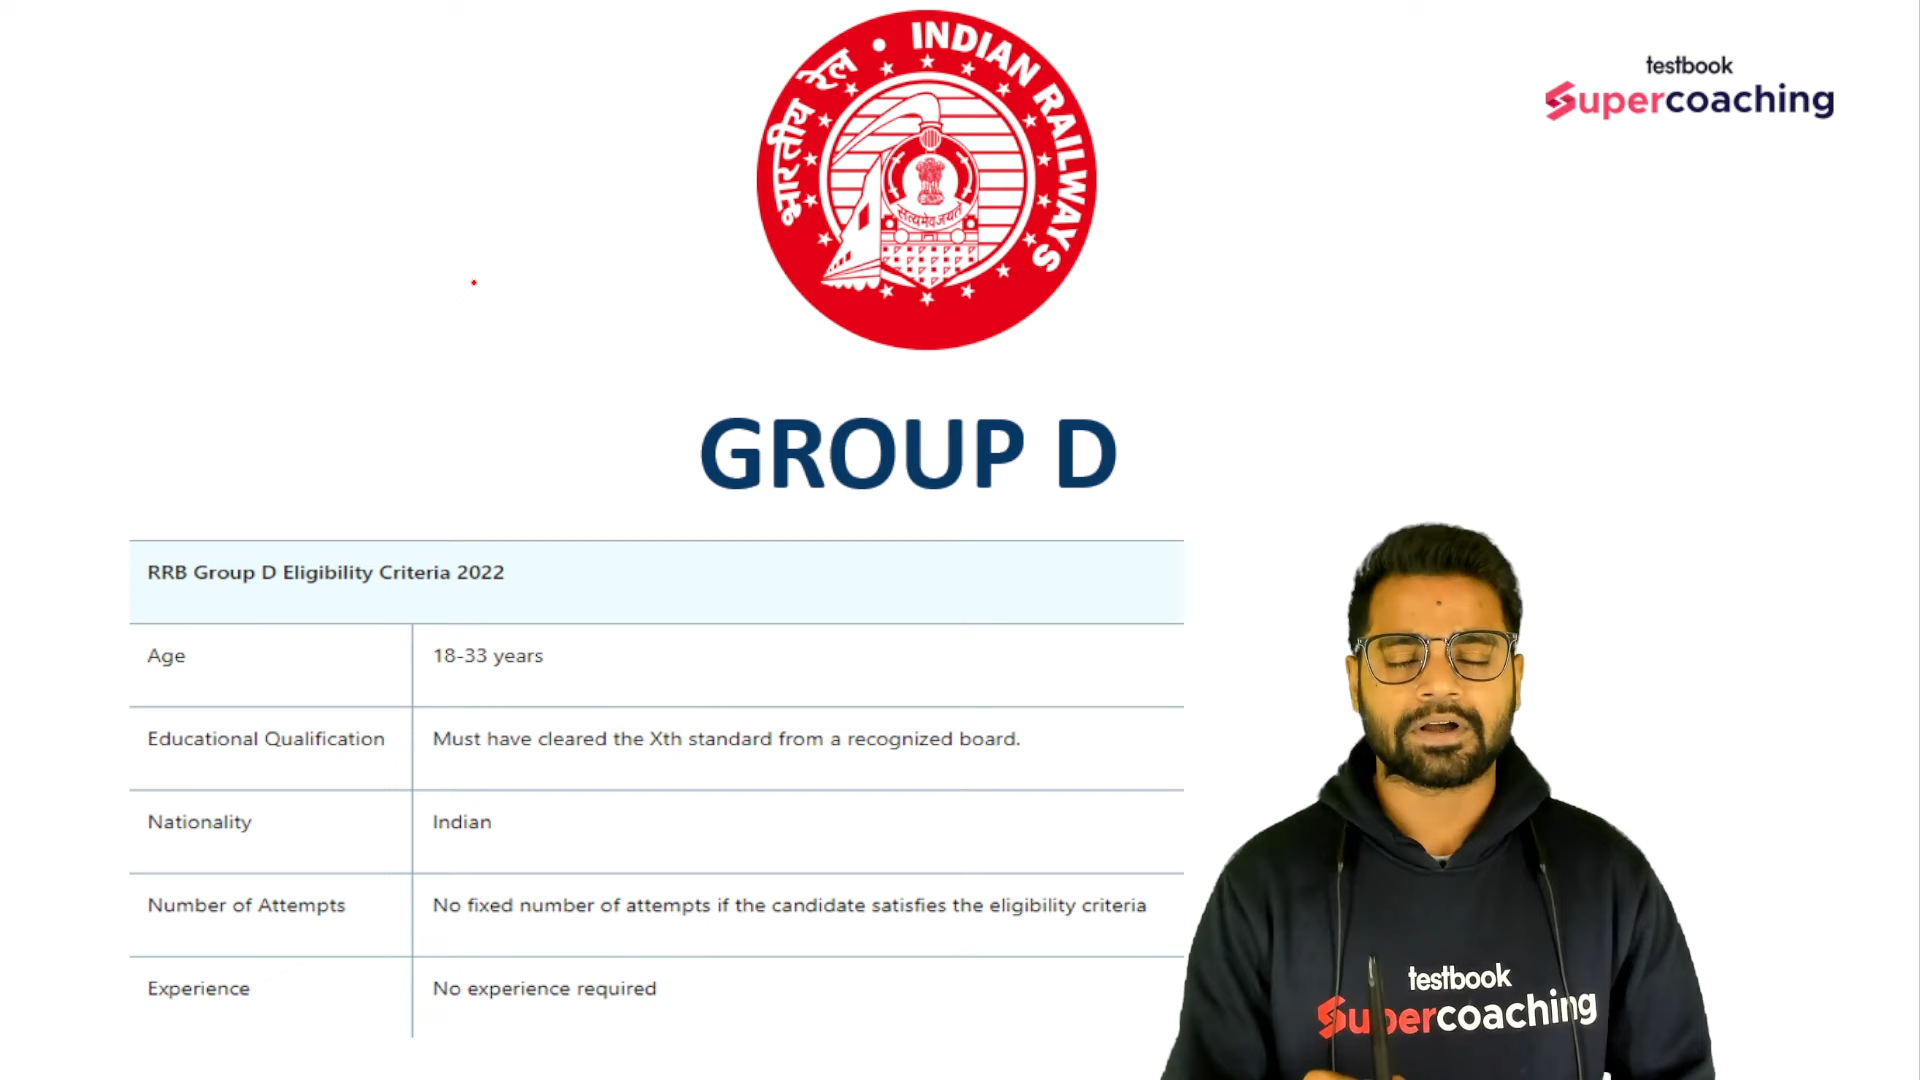 भारतीय रेल • INDIAN RAILWAYS
सत्यमेव जयते
testbook
Supercoaching
GROUP D
RRB Group D Eligibility Criteria 2022
Age 18-33 years
Educational Qualification Must have cleared the Xth standard from a recognized board.
Nationality Indian
Number of Attempts No fixed number of attempts if the candidate satisfies the eligibility criteria
Experience No experience required
testbook
Supercoaching